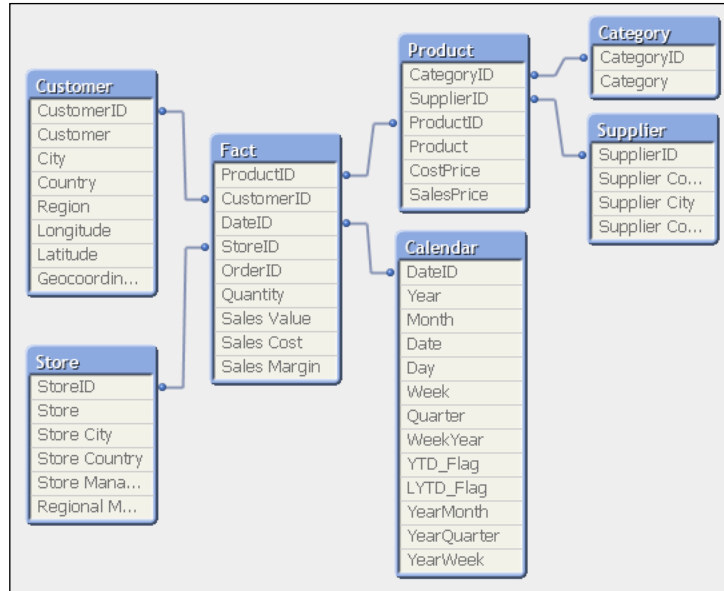 Customer
CustomerID
Customer
City
Country
Region
Longitude
Latitude
Geocoordin...
Store
StoreID
Store
Store City
Store Country
Store Mana...
Regional M...
Fact
ProductID
CustomerID
DateID
StoreID
OrderID
Quantity
Sales Value
Sales Cost
Sales Margin
Product
CategoryID
SupplierID
ProductID
Product
CostPrice
SalesPrice
Calendar
DateID
Year
Month
Date
Day
Week
Quarter
WeekYear
YTD_Flag
LYTD_Flag
YearMonth
YearQuarter
YearWeek
Category
CategoryID
Category
Supplier
SupplierID
Supplier Co...
Supplier City
Supplier Co...